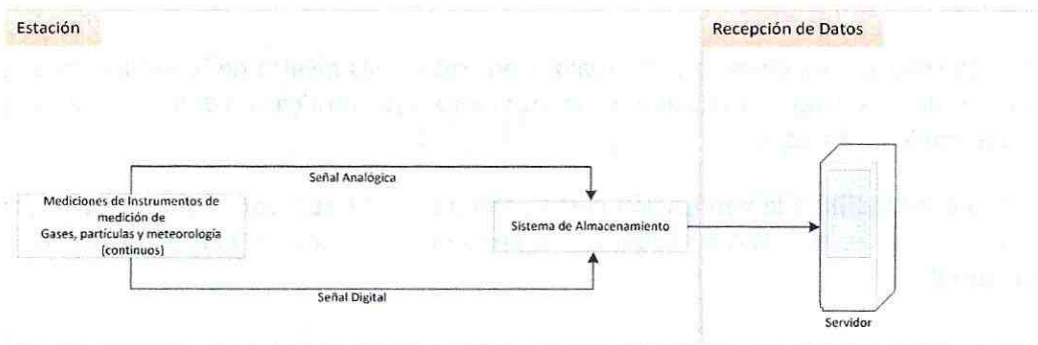 Estación
Recepción de Datos
Señal Analógica
Mediciones de Instrumentos de
medición de
Gases, partículas y meteorología
(continuos)
Sistema de Almacenamiento
Señal Digital
Servidor